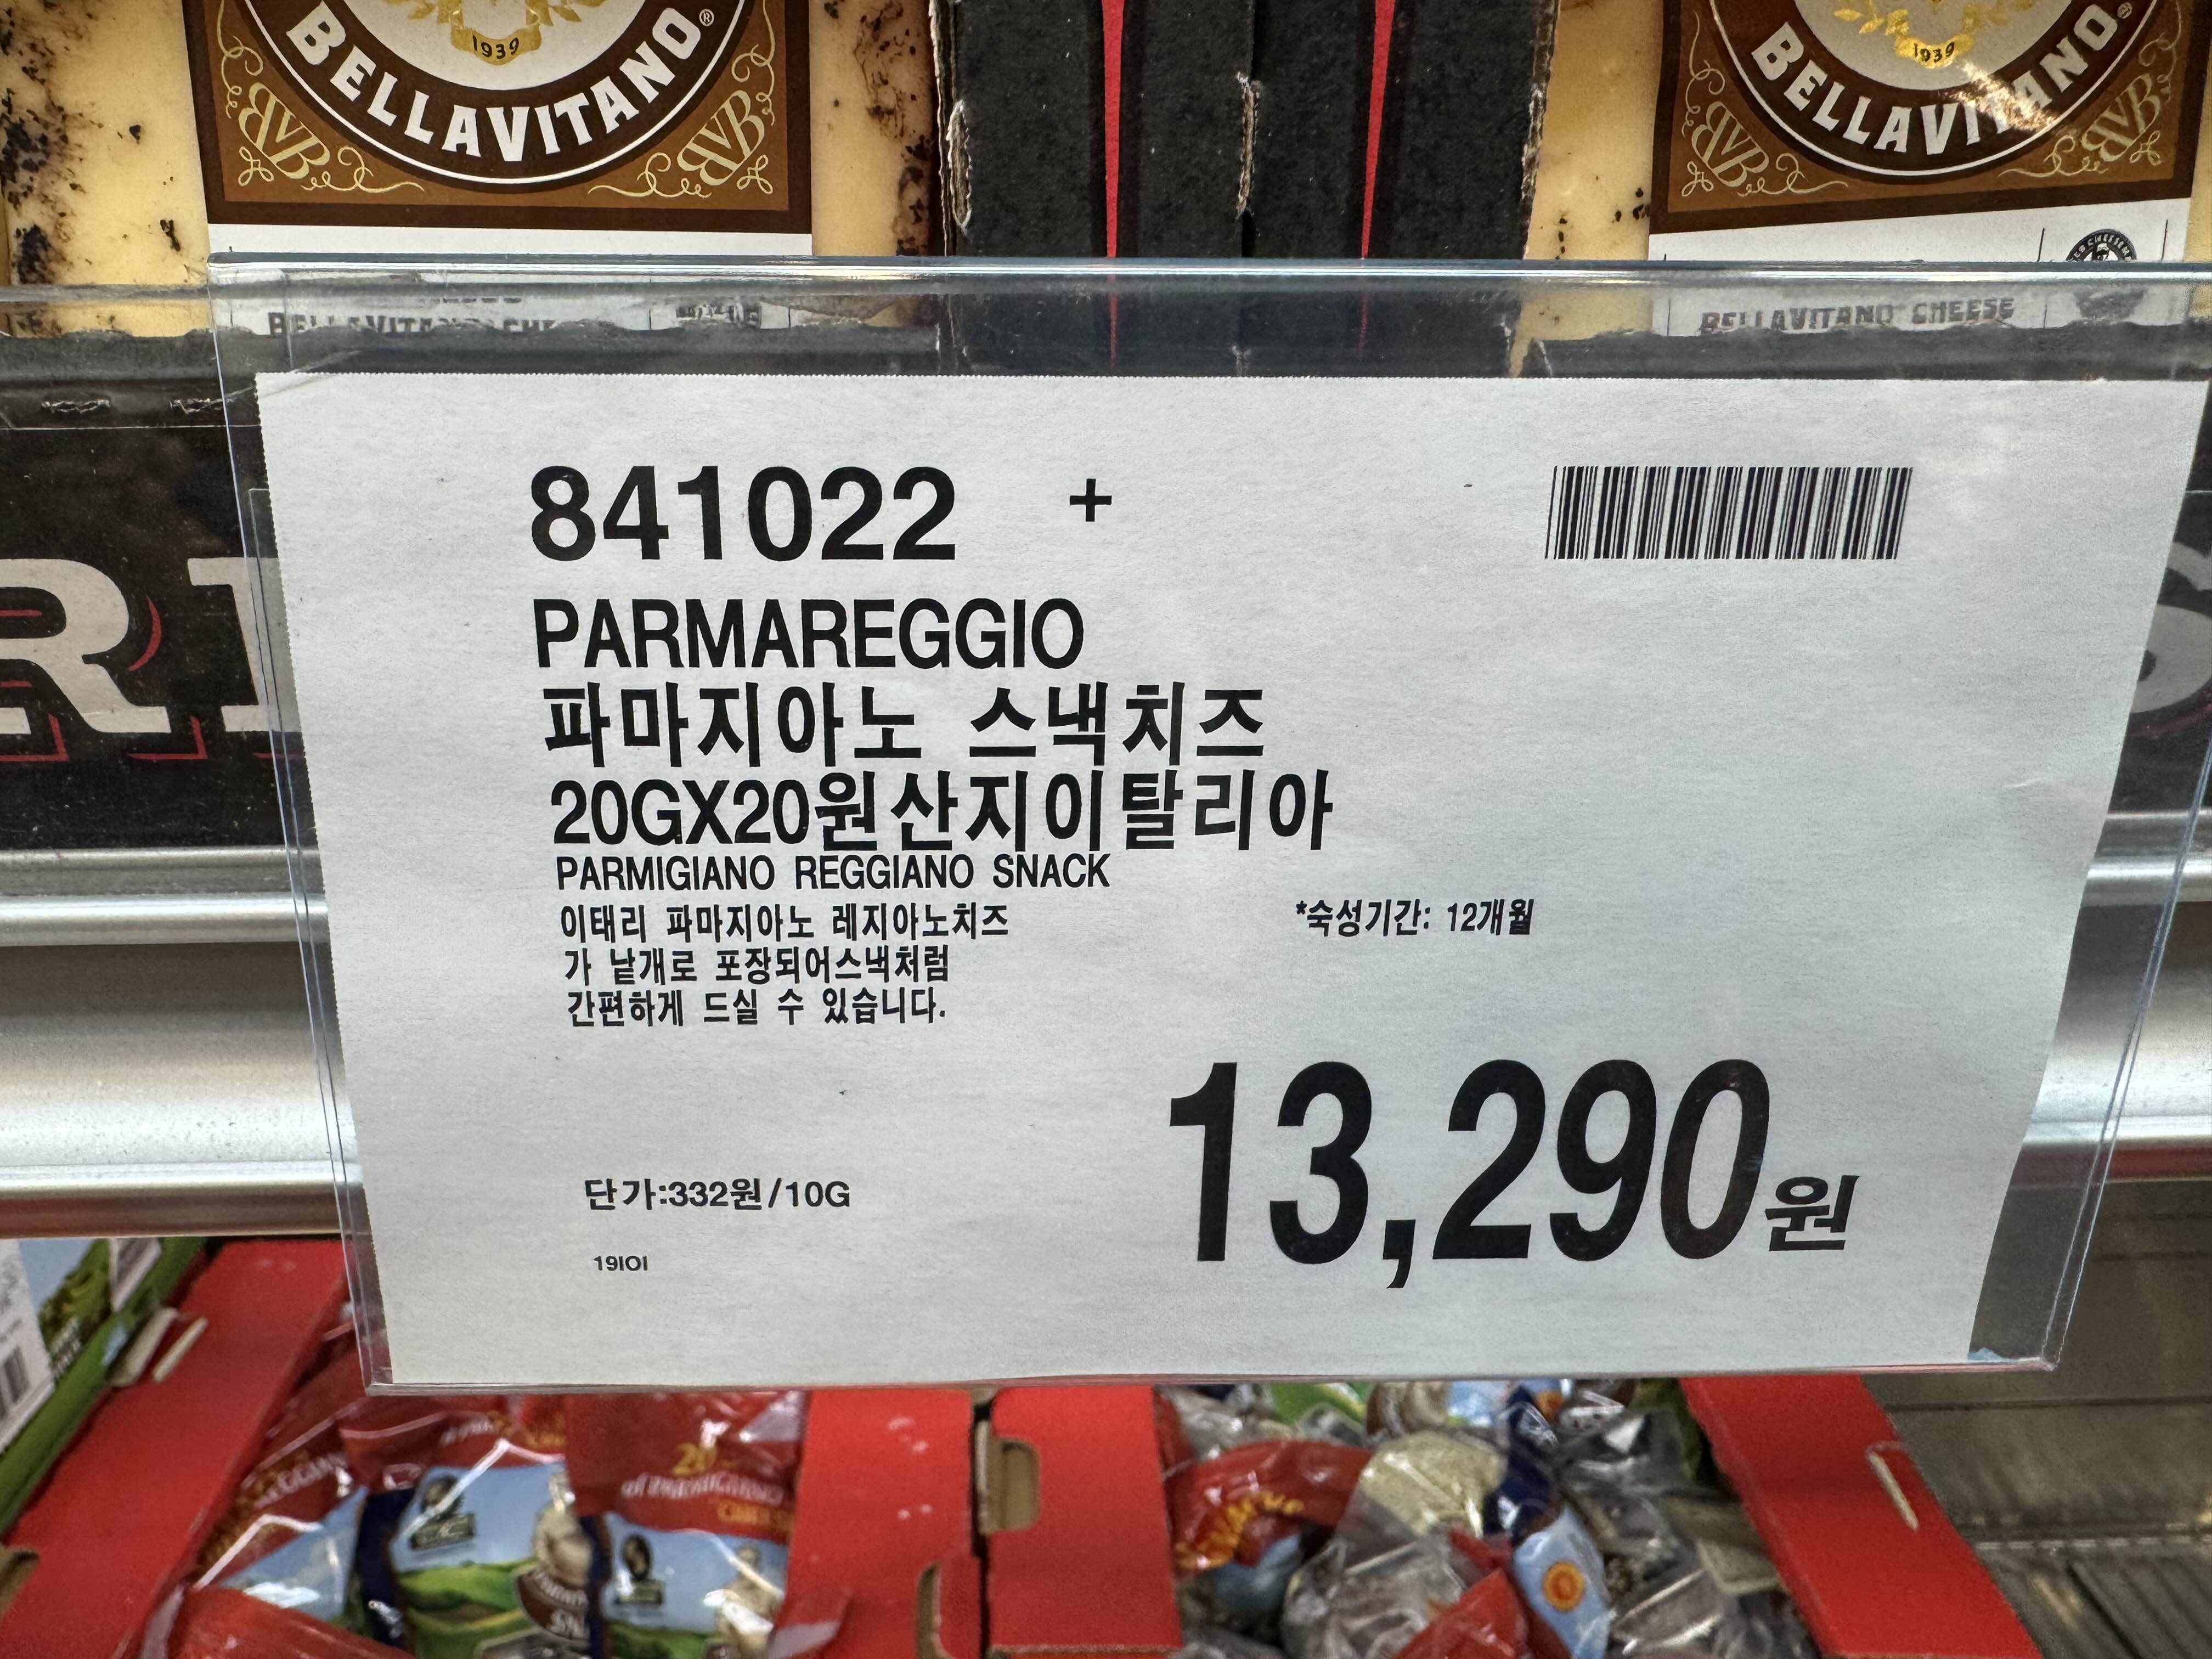 1939
BELLAVITANO®
1939
BELLAVITANO
BELLAVITANO CHEESE
841022 +
PARMAREGGIO
파마지아노 스낵치즈
20GX20원산지이탈리아
PARMIGIANO REGGIANO SNACK
이태리 파마지아노 레지아노치즈
*숙성기간: 12개월
가 낱개로 포장되어스낵처럼
간편하게 드실 수 있습니다.
13,290원
단가:332원/10G
19101
20